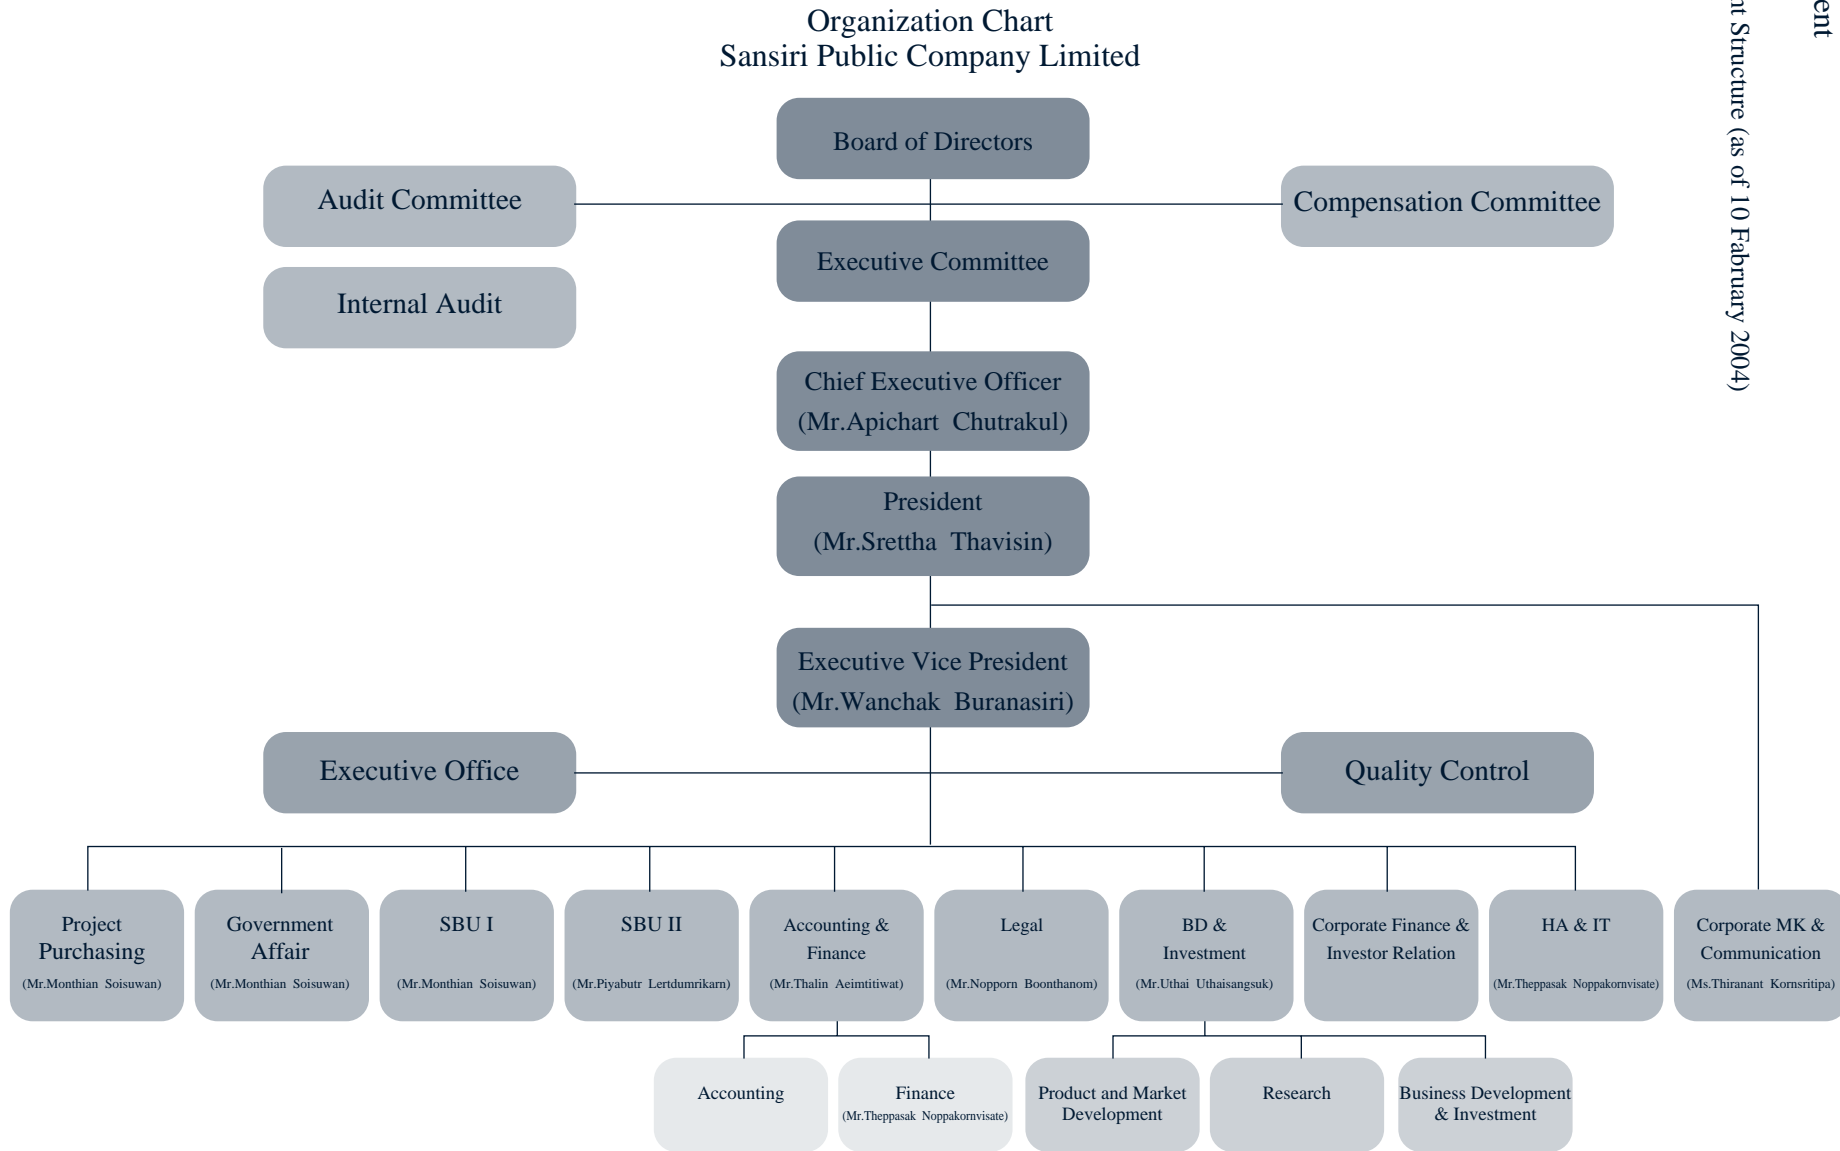 Organization Chart
Sansiri Public Company Limited
Board of Directors
Audit Committee
Compensation Committee
Executive Committee
Internal Audit
Chief Executive Officer
(Mr.Apichart Chutrakul)
President
(Mr.Srettha Thavisin)
Executive Vice President
(Mr.Wanchak Buranasiri)
Executive Office
Quality Control
Project
Purchasing
(Mr.Monthian Soisuwan)
Government
Affair
(Mr.Monthian Soisuwan)
SBU I
(Mr.Monthian Soisuwan)
SBU II
(Mr.Piyabutr Lertdumrikarn)
Accounting &
Finance
(Mr.Thalin Aeimtitiwat)
Legal
(Mr.Nopporn Boonthanom)
BD &
Investment
(Mr.Uthai Uthaisangsuk)
Corporate Finance &
Investor Relation
HA & IT
(Mr.Theppasak Noppakornvisate)
Corporate MK &
Communication
(Ms.Thiranant Kornsritipa)
Accounting
Finance
(Mr.Theppasak Noppakornvisate)
Product and Market
Development
Research
Business Development
& Investment
ent
nt Structure (as of 10 Fabruary 2004)